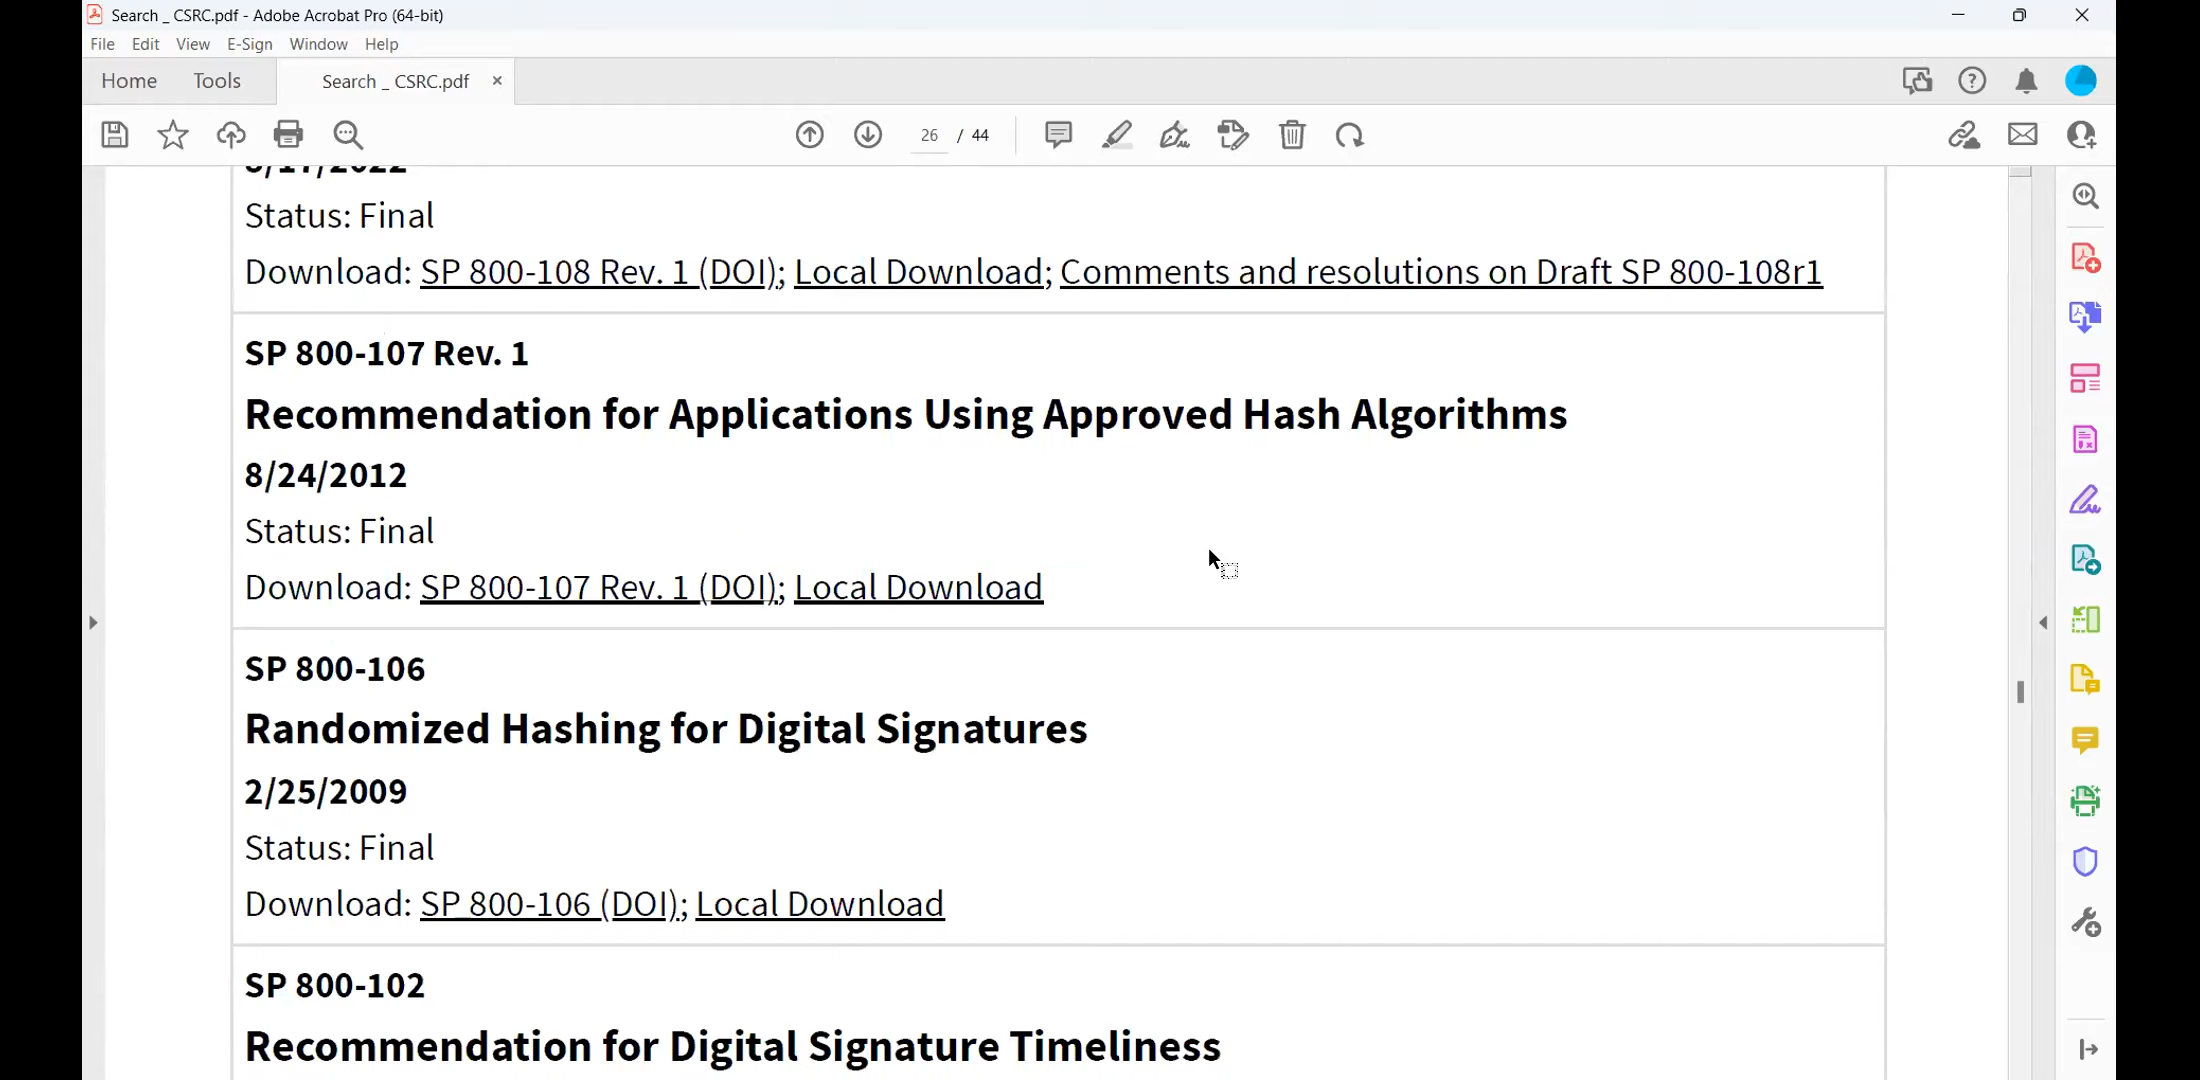 Search _ CSRC.pdf - Adobe Acrobat Pro (64-bit)
File Edit View E-Sign Window Help
Home Tools Search _ CSRC.pdf ×
26 / 44
8/17/2022
Status: Final
Download: SP 800-108 Rev. 1 (DOI); Local Download; Comments and resolutions on Draft SP 800-108r1
SP 800-107 Rev. 1
Recommendation for Applications Using Approved Hash Algorithms
8/24/2012
Status: Final
Download: SP 800-107 Rev. 1 (DOI); Local Download
SP 800-106
Randomized Hashing for Digital Signatures
2/25/2009
Status: Final
Download: SP 800-106 (DOI); Local Download
SP 800-102
Recommendation for Digital Signature Timeliness